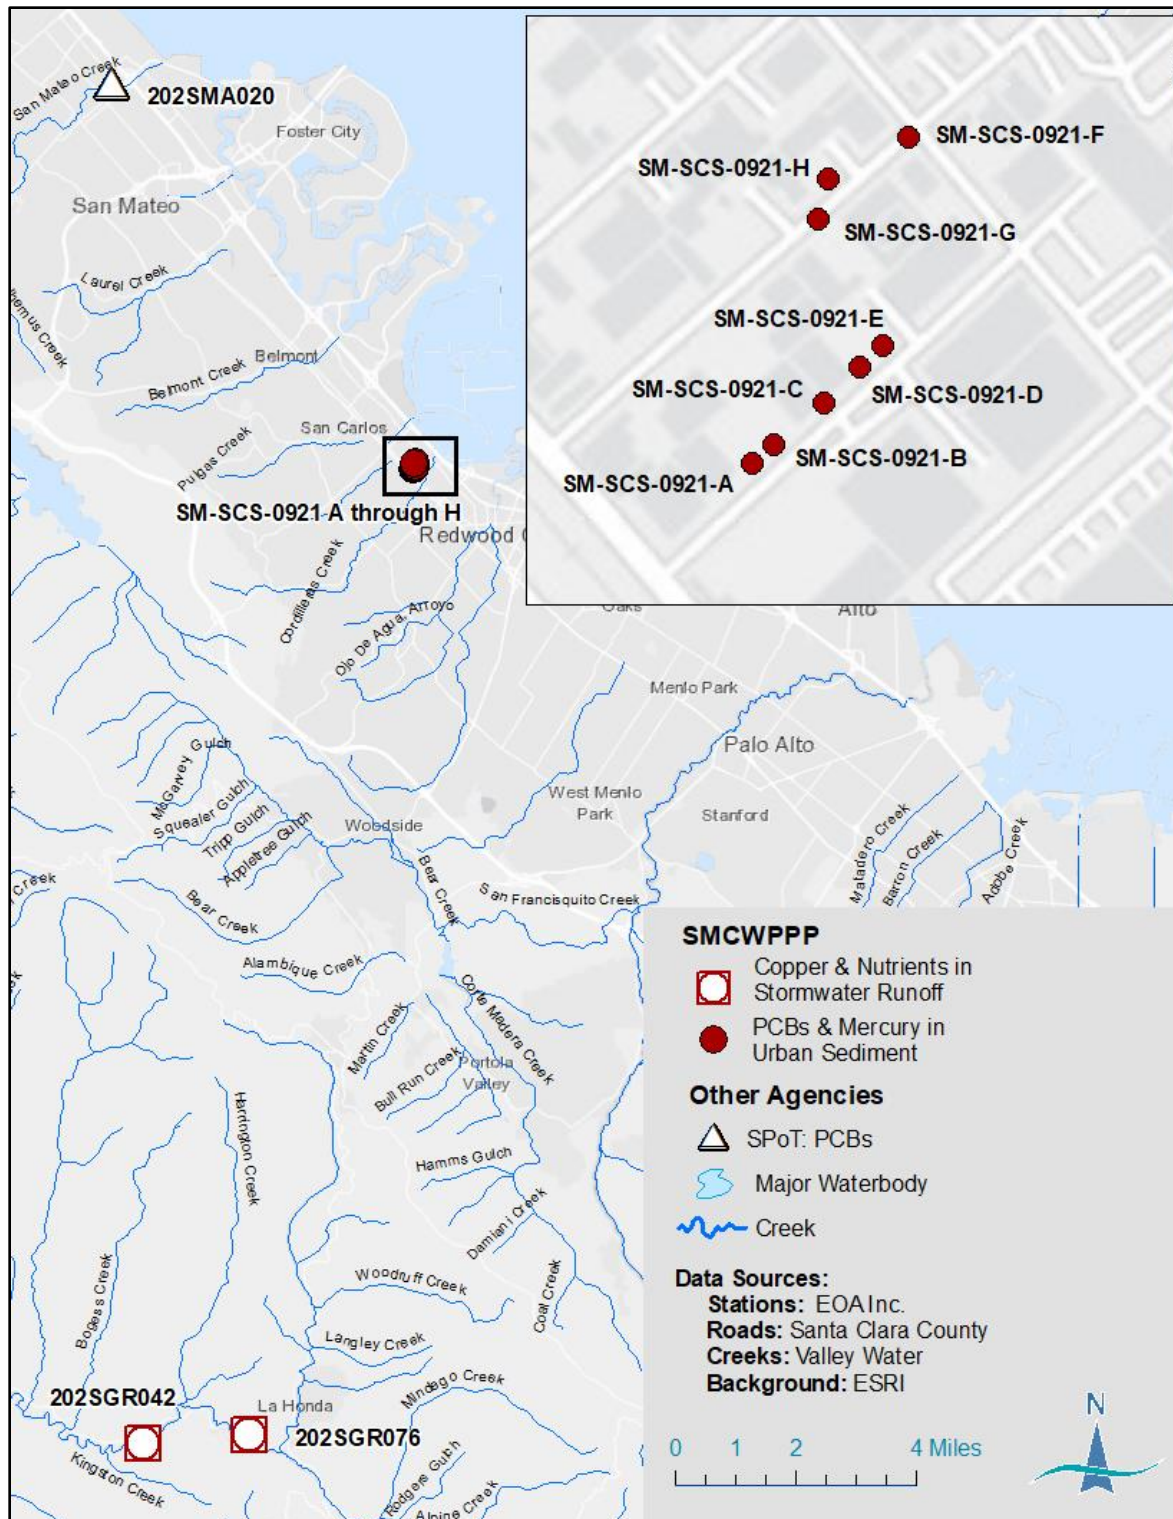 San Mateo Creek
202SMA020
Foster City
San Mateo
Laurel Creek
Creek
Belmont
Belmont Creek
San Carlos
Pulgas Creek
SM-SCS-0921 A through H
Redwood
Cordilleras Creek
Ojo De Agua, Arroyo
SM-SCS-0921-F
SM-SCS-0921-H
SM-SCS-0921-G
SM-SCS-0921-E
SM-SCS-0921-C
SM-SCS-0921-D
SM-SCS-0921-B
SM-SCS-0921-A
Oaks
Alto
Menlo Park
Palo Alto
West Menlo
Park
Stanford
McGarvey Gulch
Squealer Gulch
Tripp Gulch
Appletree Gulch
Woodside
Bear Creek
San Francisquito Creek
Matadero Creek
Barron Creek
Adobe Creek
Creek
Bear Creek
Alambique Creek
Corte Madera Creek
Martin Creek
Bull Run Creek
Portola
Valley
Harrington Creek
Hamms Gulch
Damiani Creek
Woodruff Creek
Coal Creek
Bogess Creek
Langley Creek
Mindego Creek
202SGR042
La Honda
202SGR076
Kingston Creek
Rodgers Gulch
Alpine Creek
SMCWPPP
Copper & Nutrients in
Stormwater Runoff
PCBs & Mercury in
Urban Sediment
Other Agencies
SPoT: PCBs
Major Waterbody
Creek
Data Sources:
Stations: EOA Inc.
Roads: Santa Clara County
Creeks: Valley Water
Background: ESRI
N
0 1 2 4 Miles